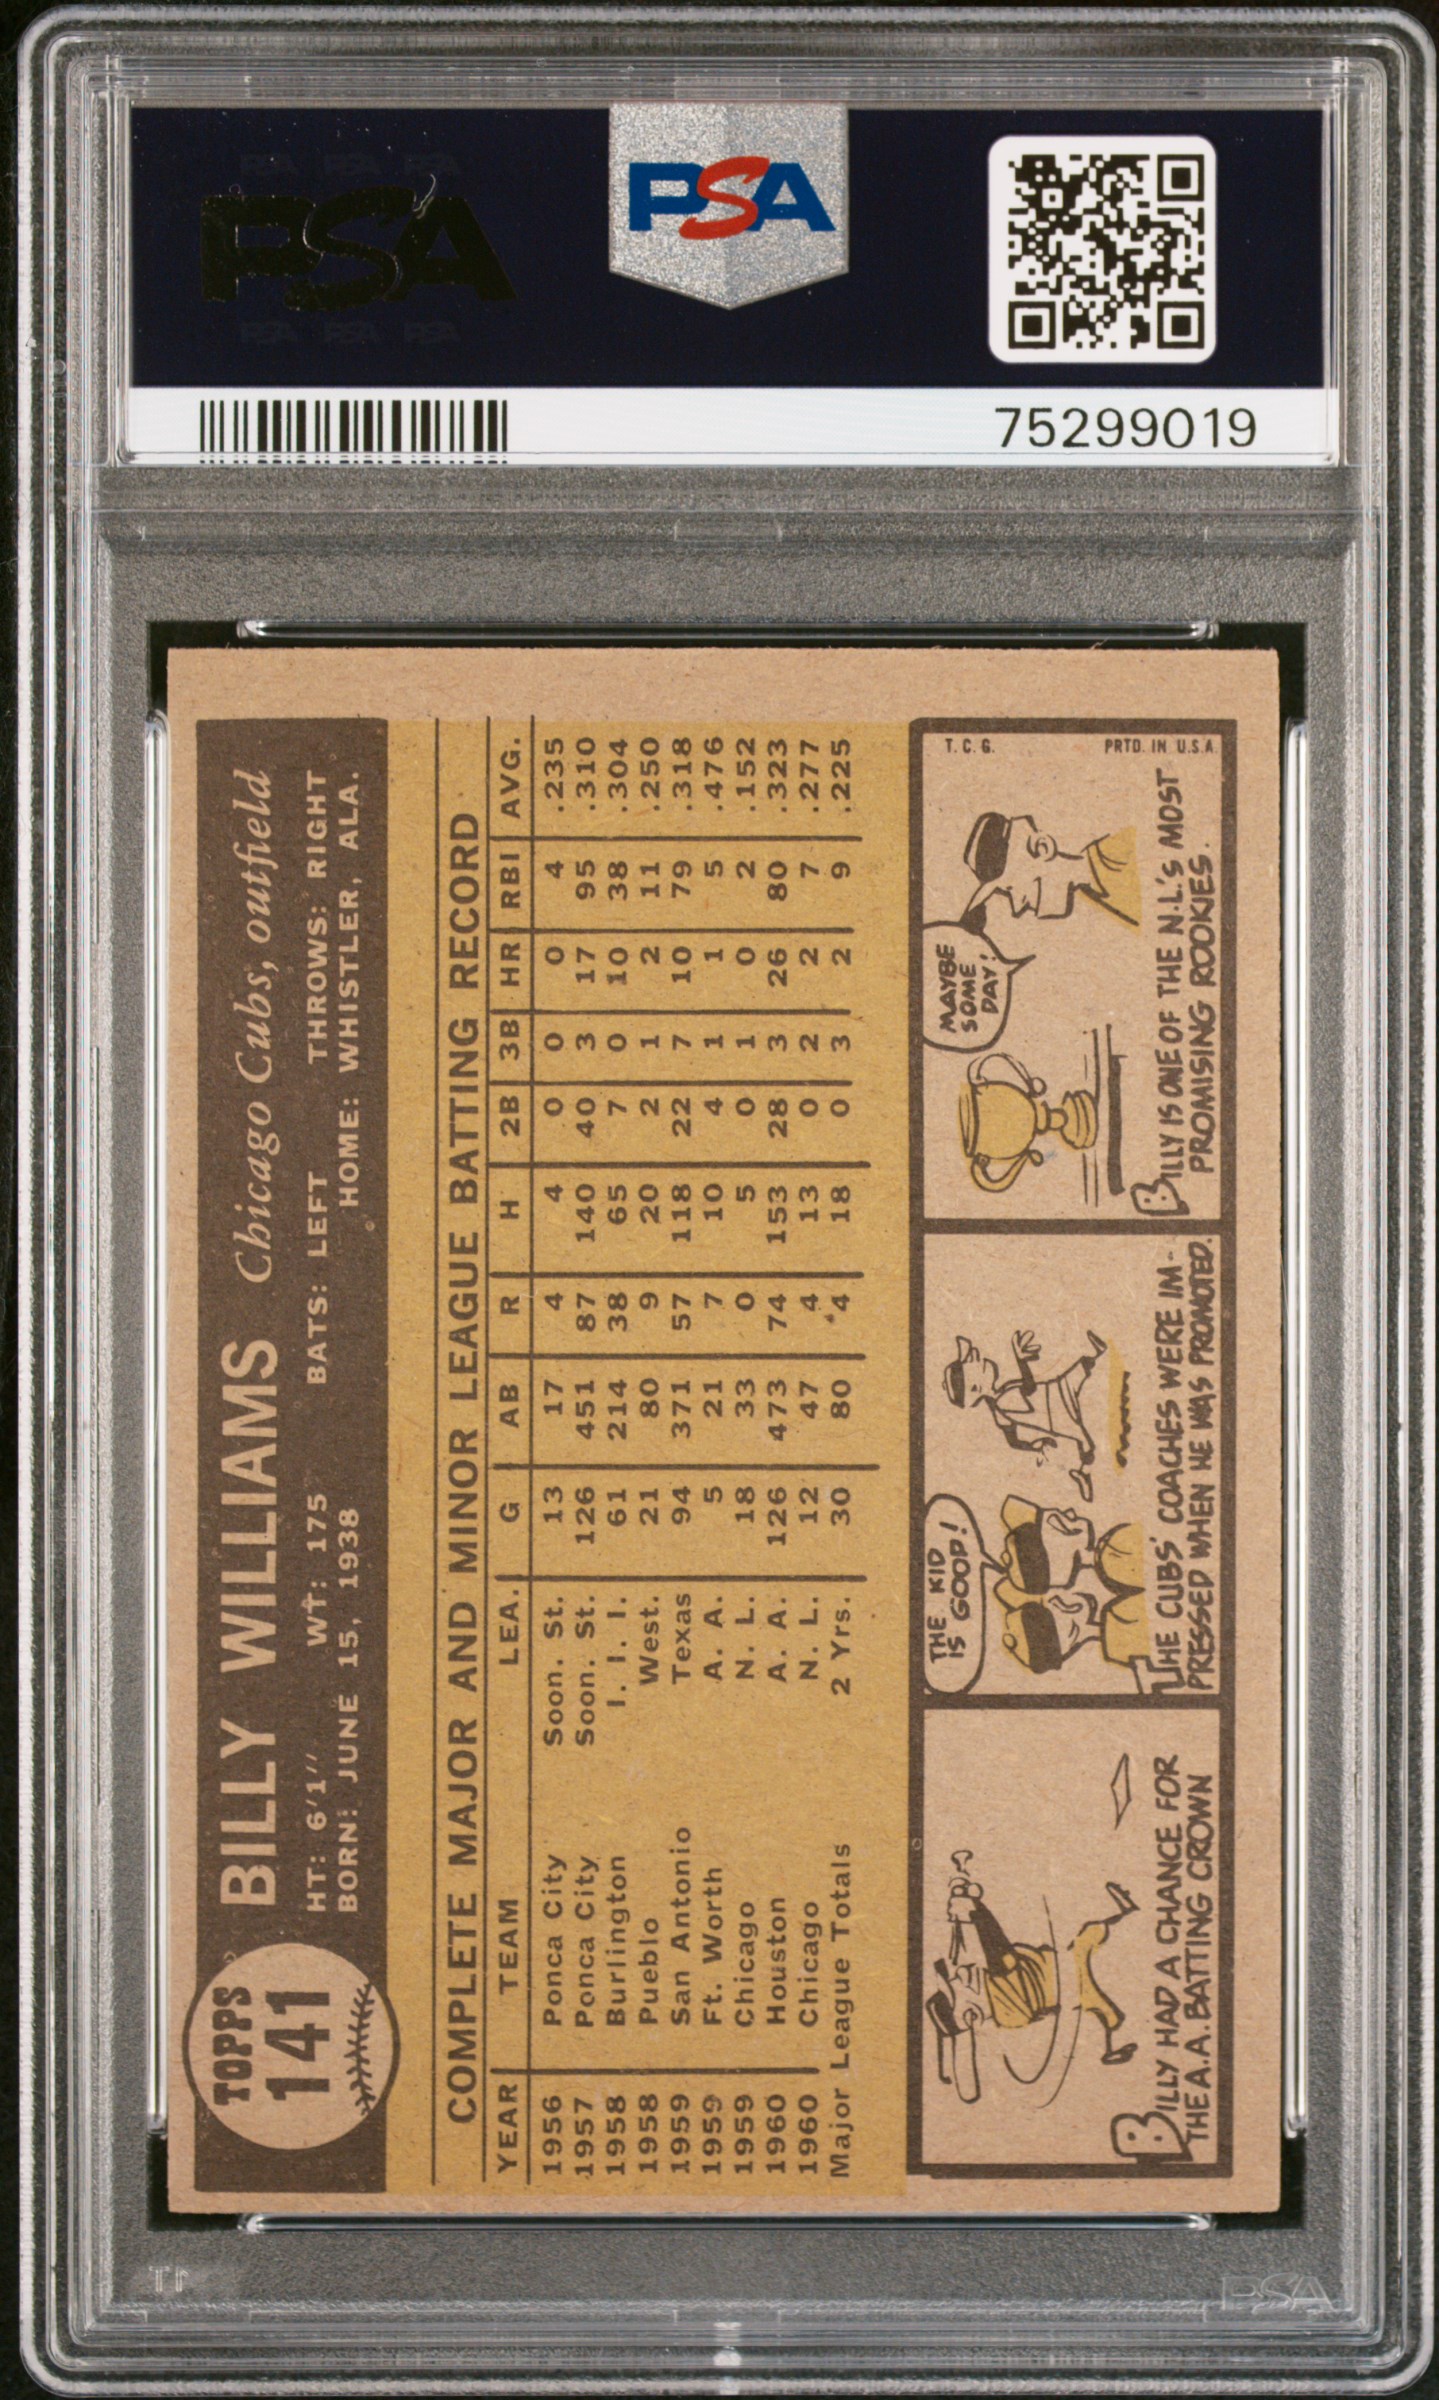 PSA PSA PSA
PSA
PSA PSA PSA
PSA
75299019
TOPPS
141
BILLY WILLIAMS Chicago Cubs, outfield
HT: 6'1" WT: 175 BATS: LEFT THROWS: RIGHT
BORN: JUNE 15, 1938 HOME: WHISTLER, ALA.
COMPLETE MAJOR AND MINOR LEAGUE BATTING RECORD
YEAR TEAM LEA. G AB R H 2B 3B HR RBI AVG.
1956 Ponca City Soon. St. 13 17 4 4 0 0 0 4 .235
1957 Ponca City Soon. St. 126 451 87 140 40 3 17 95 .310
1958 Burlington I. I. I. 61 214 38 65 7 0 10 38 .304
1958 Pueblo West. 21 80 9 20 2 1 2 11 .250
1959 San Antonio Texas 94 371 57 118 22 7 10 79 .318
1959 Ft. Worth A. A. 5 21 7 10 4 1 1 5 .476
1959 Chicago N. L. 18 33 0 5 0 1 0 2 .152
1960 Houston A. A. 126 473 74 153 28 3 26 80 .323
1960 Chicago N. L. 12 47 4 13 0 2 2 7 .277
Major League Totals 2 Yrs. 30 80 4 18 0 3 2 9 .225
BILLY HAD A CHANCE FOR
THE A.A. BATTING CROWN
THE KID
IS GOOD!
THE CUBS' COACHES WERE IM-
PRESSED WHEN HE WAS PROMOTED.
MAYBE
SOME
DAY!
T. C. G.
PRTD. IN U.S.A.
BILLY IS ONE OF THE N.L.'S MOST
PROMISING ROOKIES.
PSA